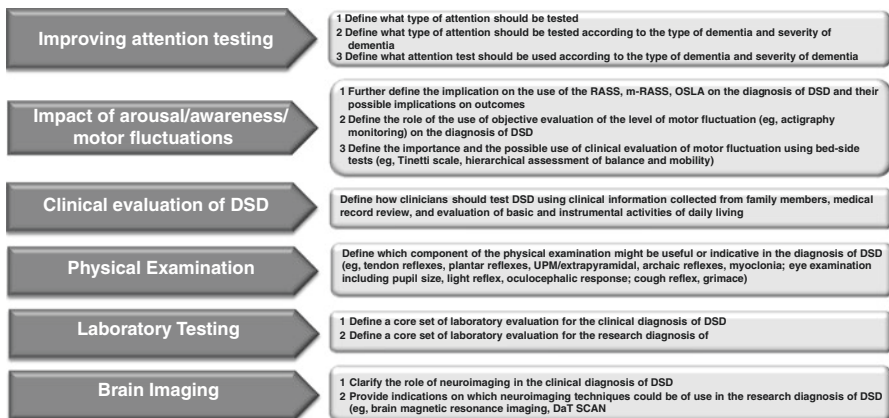 Improving attention testing
1 Define what type of attention should be tested
2 Define what type of attention should be tested according to the type of dementia and severity of
dementia
3 Define what attention test should be used according to the type of dementia and severity of dementia
Impact of arousal/awareness/
motor fluctuations
1 Further define the implication on the use of the RASS, m-RASS, OSLA on the diagnosis of DSD and their
possible implications on outcomes
2 Define the role of the use of objective evaluation of the level of motor fluctuation (eg, actigraphy
monitoring) on the diagnosis of DSD
3 Define the importance and the possible use of clinical evaluation of motor fluctuation using bed-side
tests (eg, Tinetti scale, hierarchical assessment of balance and mobility)
Clinical evaluation of DSD
Define how clinicians should test DSD using clinical information collected from family members, medical
record review, and evaluation of basic and instrumental activities of daily living
Physical Examination
Define which component of the physical examination might be useful or indicative in the diagnosis of DSD
(eg, tendon reflexes, plantar reflexes, UPM/extrapyramidal, archaic reflexes, myoclonia; eye examination
including pupil size, light reflex, oculocephalic response; cough reflex, grimace)
Laboratory Testing
1 Define a core set of laboratory evaluation for the clinical diagnosis of DSD
2 Define a core set of laboratory evaluation for the research diagnosis of
Brain Imaging
1 Clarify the role of neuroimaging in the clinical diagnosis of DSD
2 Provide indications on which neuroimaging techniques could be of use in the research diagnosis of DSD
(eg, brain magnetic resonance imaging, DaT SCAN